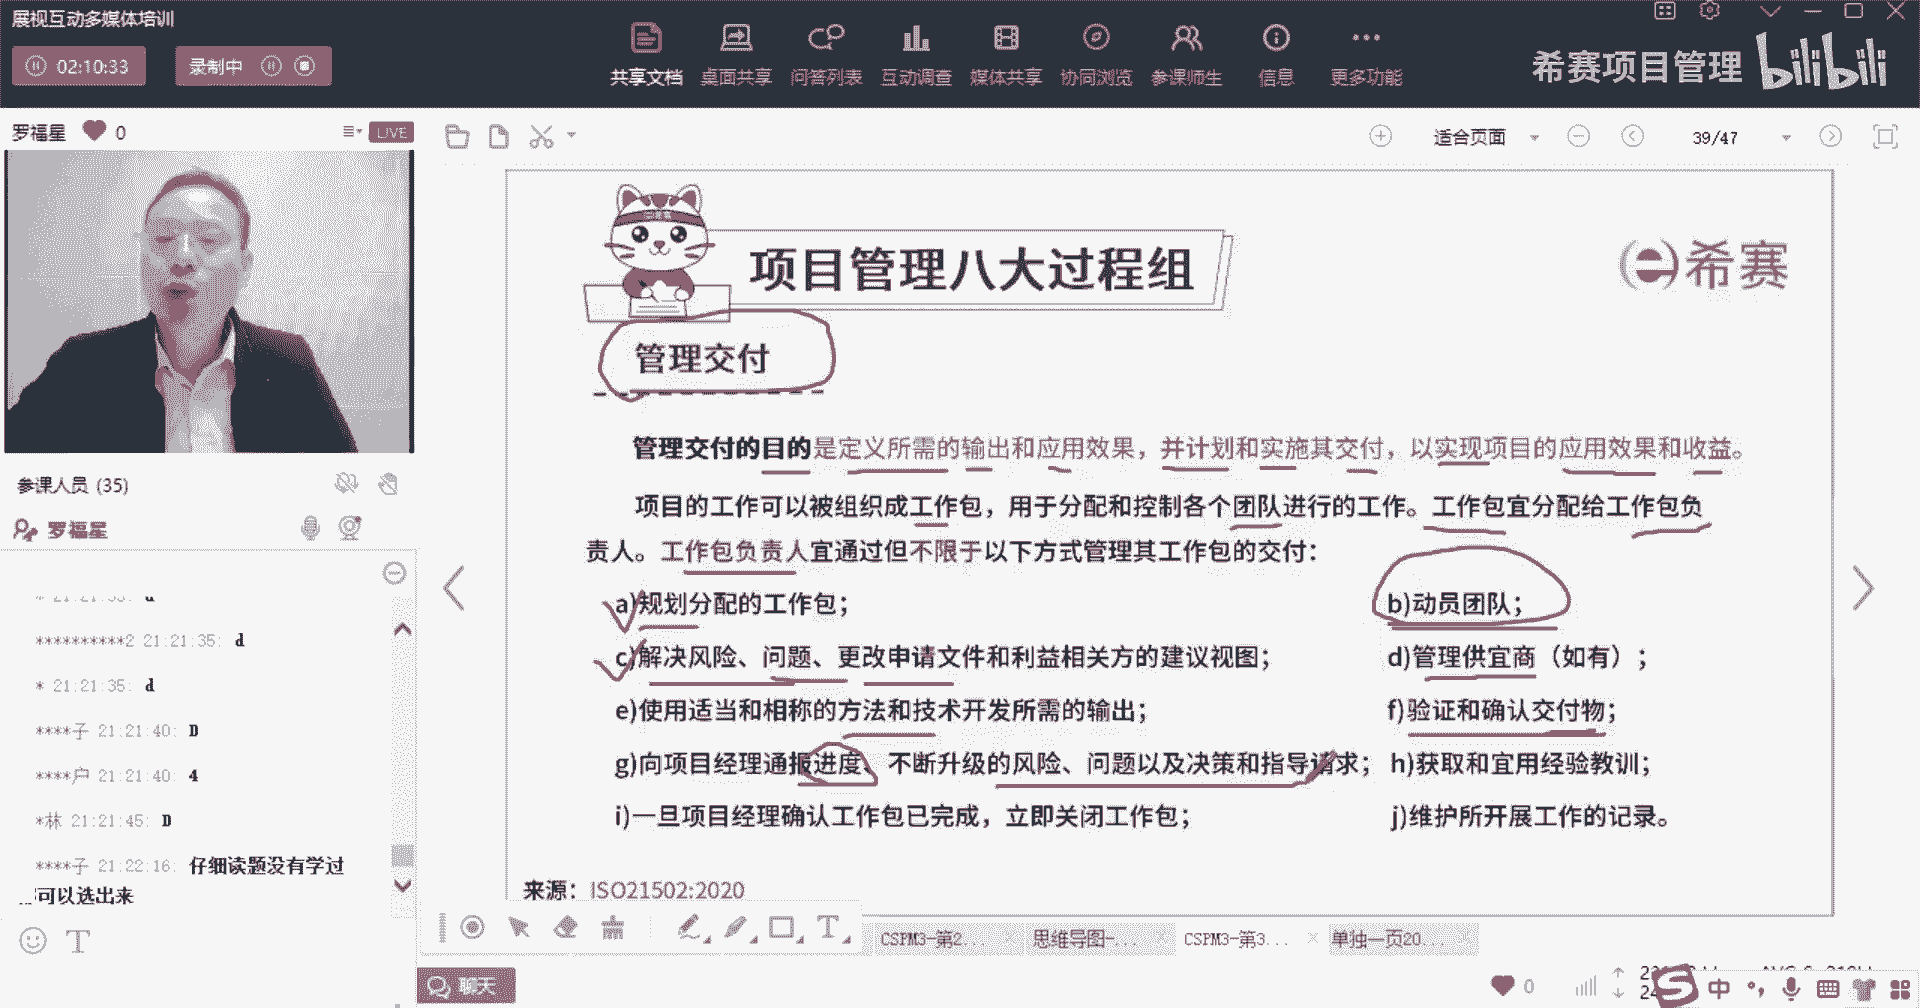 展视互动多媒体培训
02:10:33
录制中
共享文档 桌面共享 问答列表 互动调查 媒体共享 协同浏览 参课师生 信息 更多功能
希赛项目管理 bilibili
罗福星 0
LIVE
适合页面
39/47
项目管理八大过程组
希赛
管理交付
管理交付的目的是定义所需的输出和应用效果，并计划和实施其交付，以实现项目的应用效果和收益。
项目的工作可以被组织成工作包，用于分配和控制各个团队进行的工作。工作包宜分配给工作包负
责人。工作包负责人宜通过但不限于以下方式管理其工作包的交付：
a)规划分配的工作包；
b)动员团队；
c)解决风险、问题、更改申请文件和利益相关方的建议视图；
d)管理供宜商（如有）；
e)使用适当和相称的方法和技术开发所需的输出；
f)验证和确认交付物；
g)向项目经理通报进度、不断升级的风险、问题以及决策和指导请求；
h)获取和宜用经验教训；
i)一旦项目经理确认工作包已完成，立即关闭工作包；
j)维护所开展工作的记录。
来源：ISO21502:2020
参课人员 (35)
罗福星
**********2 21:21:35: d
* 21:21:35: d
****子 21:21:40: D
****户 21:21:40: 4
*林 21:21:45: D
****子 21:22:16: 仔细读题没有学过
可以选出来
T
T
CSPM3-第2...
思维导图-...
CSPM3-第3...
单独一页20...
聊天
0
中